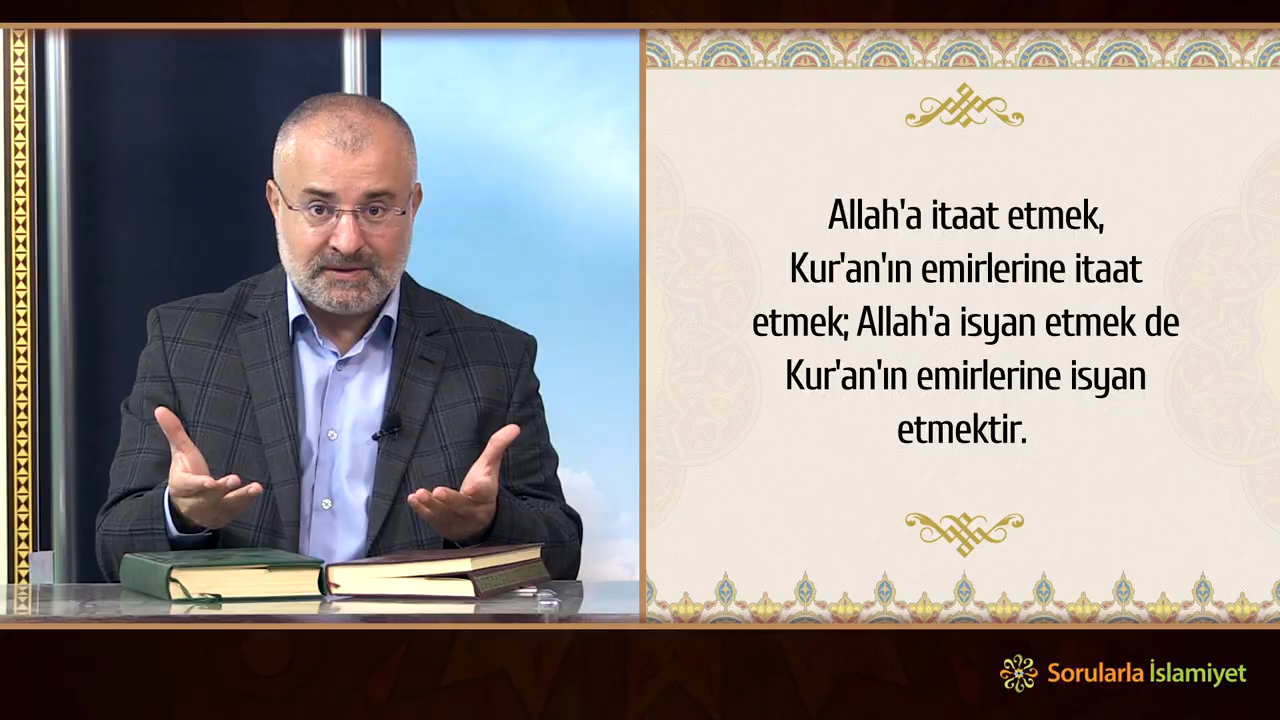 Allah'a itaat etmek,
Kur'an'ın emirlerine itaat
etmek; Allah'a isyan etmek de
Kur'an'ın emirlerine isyan
etmektir.
Sorularla İslamiyet